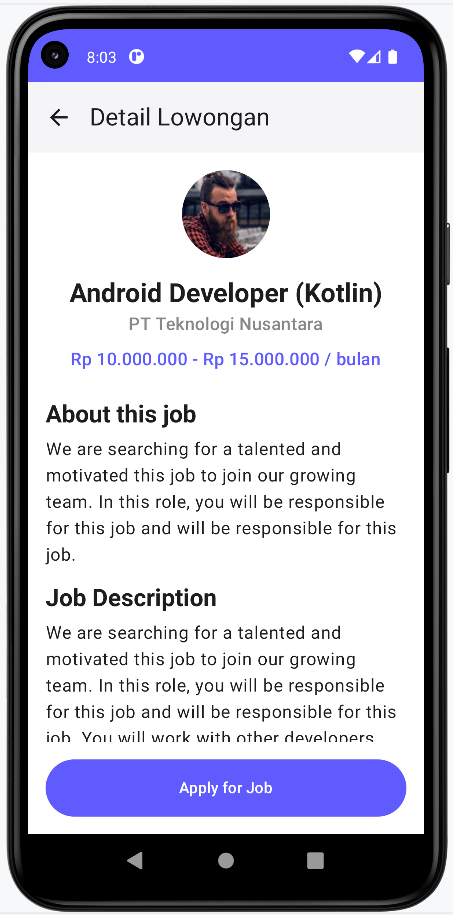 8:03
Detail Lowongan
Android Developer (Kotlin)
PT Teknologi Nusantara
Rp 10.000.000 - Rp 15.000.000 / bulan
About this job
We are searching for a talented and
motivated this job to join our growing
team. In this role, you will be responsible
for this job and will be responsible for this
job.
Job Description
We are searching for a talented and
motivated this job to join our growing
team. In this role, you will be responsible
for this job and will be responsible for this
job. You will work with other developers
Apply for Job